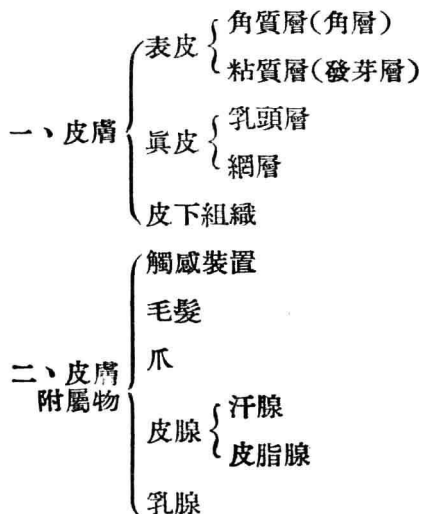 角質層(角層)
表皮
粘質層(發芽層)
一、皮膚
乳頭層
眞皮
網層
皮下組織
觸感裝置
毛髮
爪
二、皮膚
附屬物
汗腺
皮腺
皮脂腺
乳腺